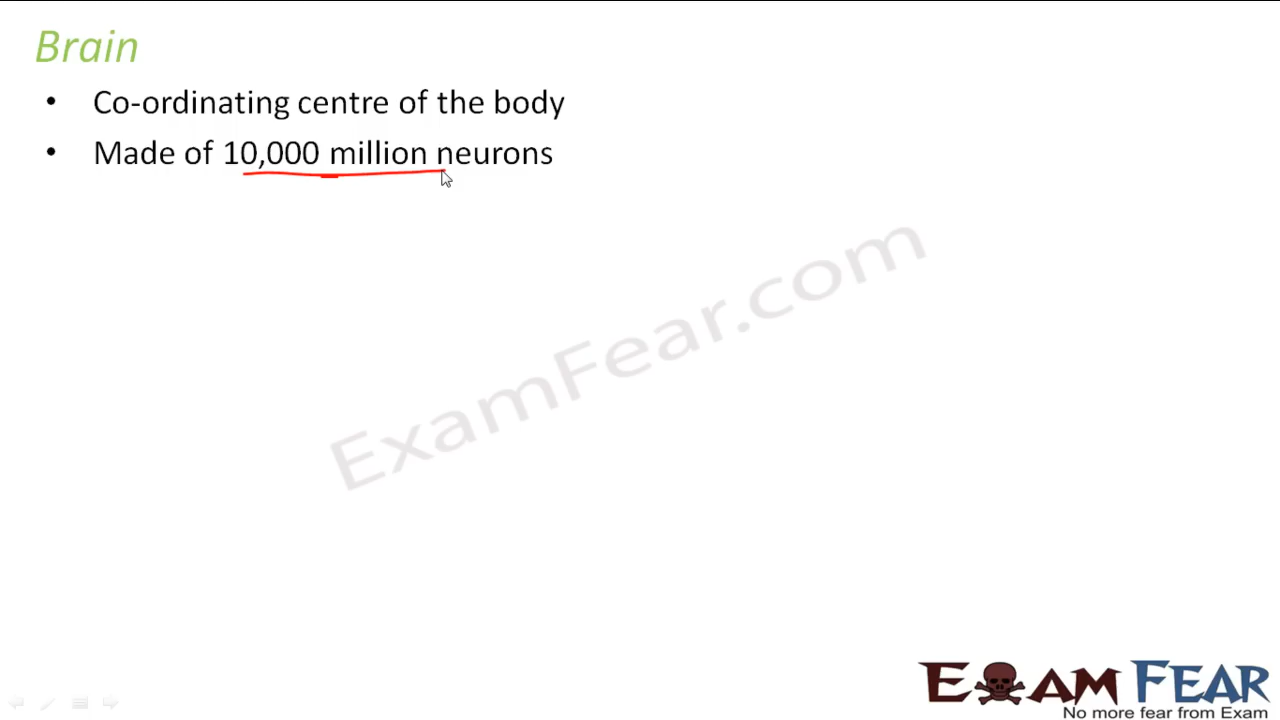 Brain
• Co-ordinating centre of the body
• Made of 10,000 million neurons
ExamFear.com
EXAM FEAR
No more fear from Exam